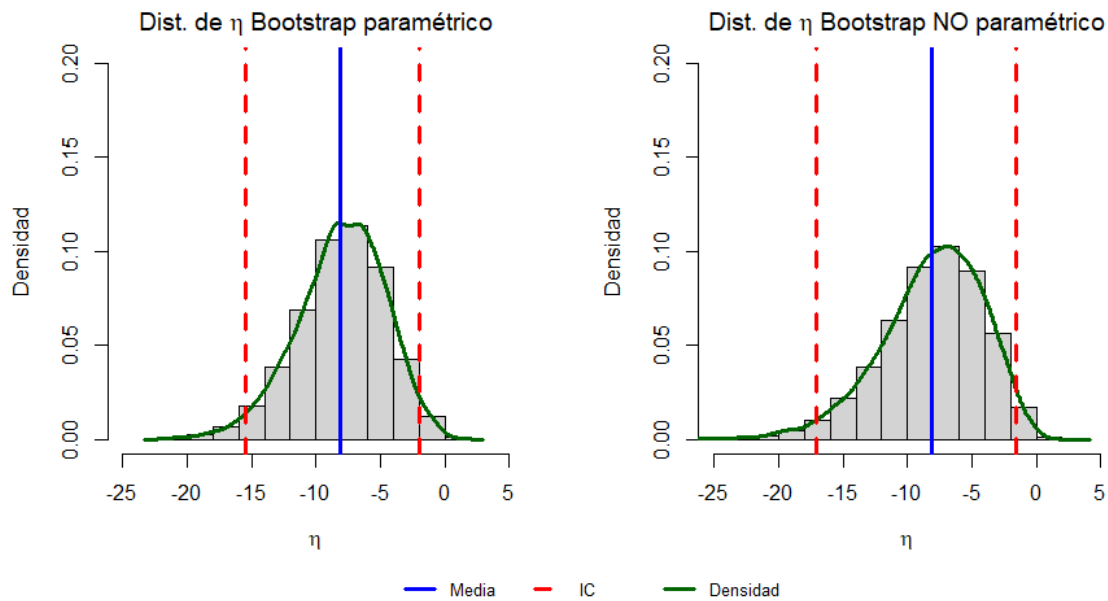 Dist. de η Bootstrap paramétrico
Densidad
0.20
0.15
0.10
0.05
0.00
-25 -20 -15 -10 -5 0 5
η
Dist. de η Bootstrap NO paramétrico
Densidad
0.20
0.15
0.10
0.05
0.00
-25 -20 -15 -10 -5 0 5
η
Media IC Densidad